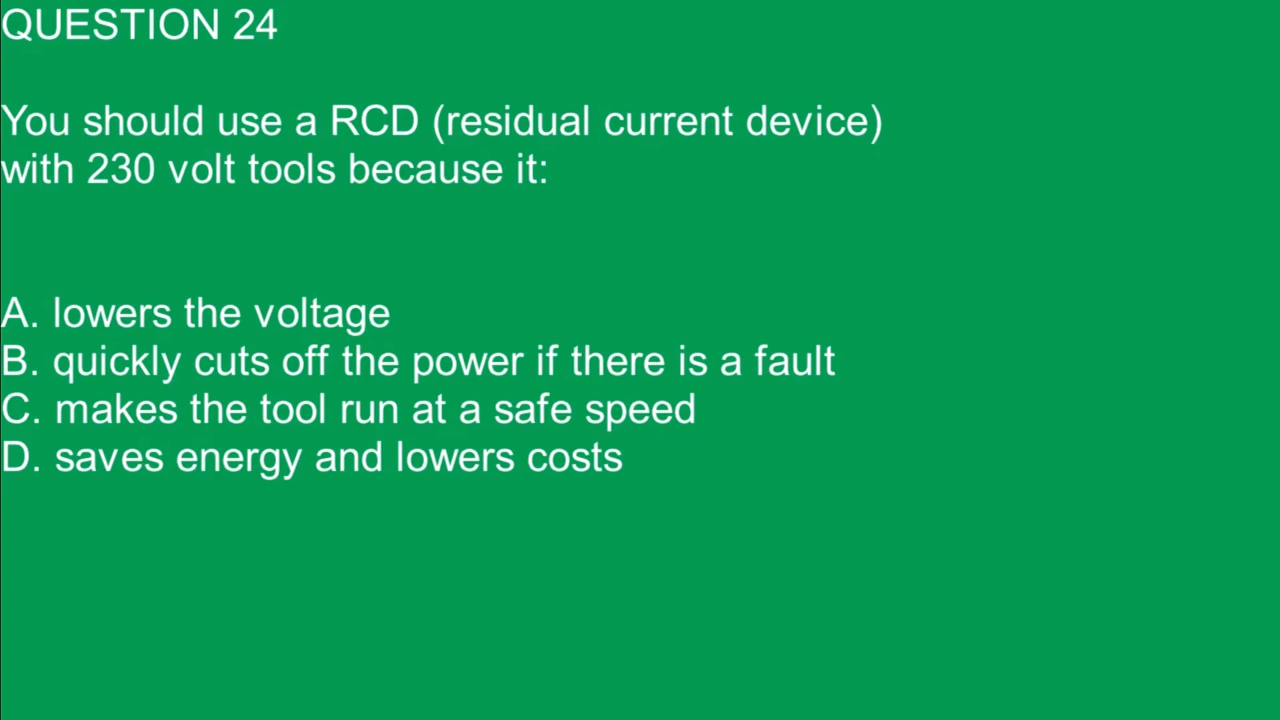 QUESTION 24
You should use a RCD (residual current device)
with 230 volt tools because it:
A. lowers the voltage
B. quickly cuts off the power if there is a fault
C. makes the tool run at a safe speed
D. saves energy and lowers costs